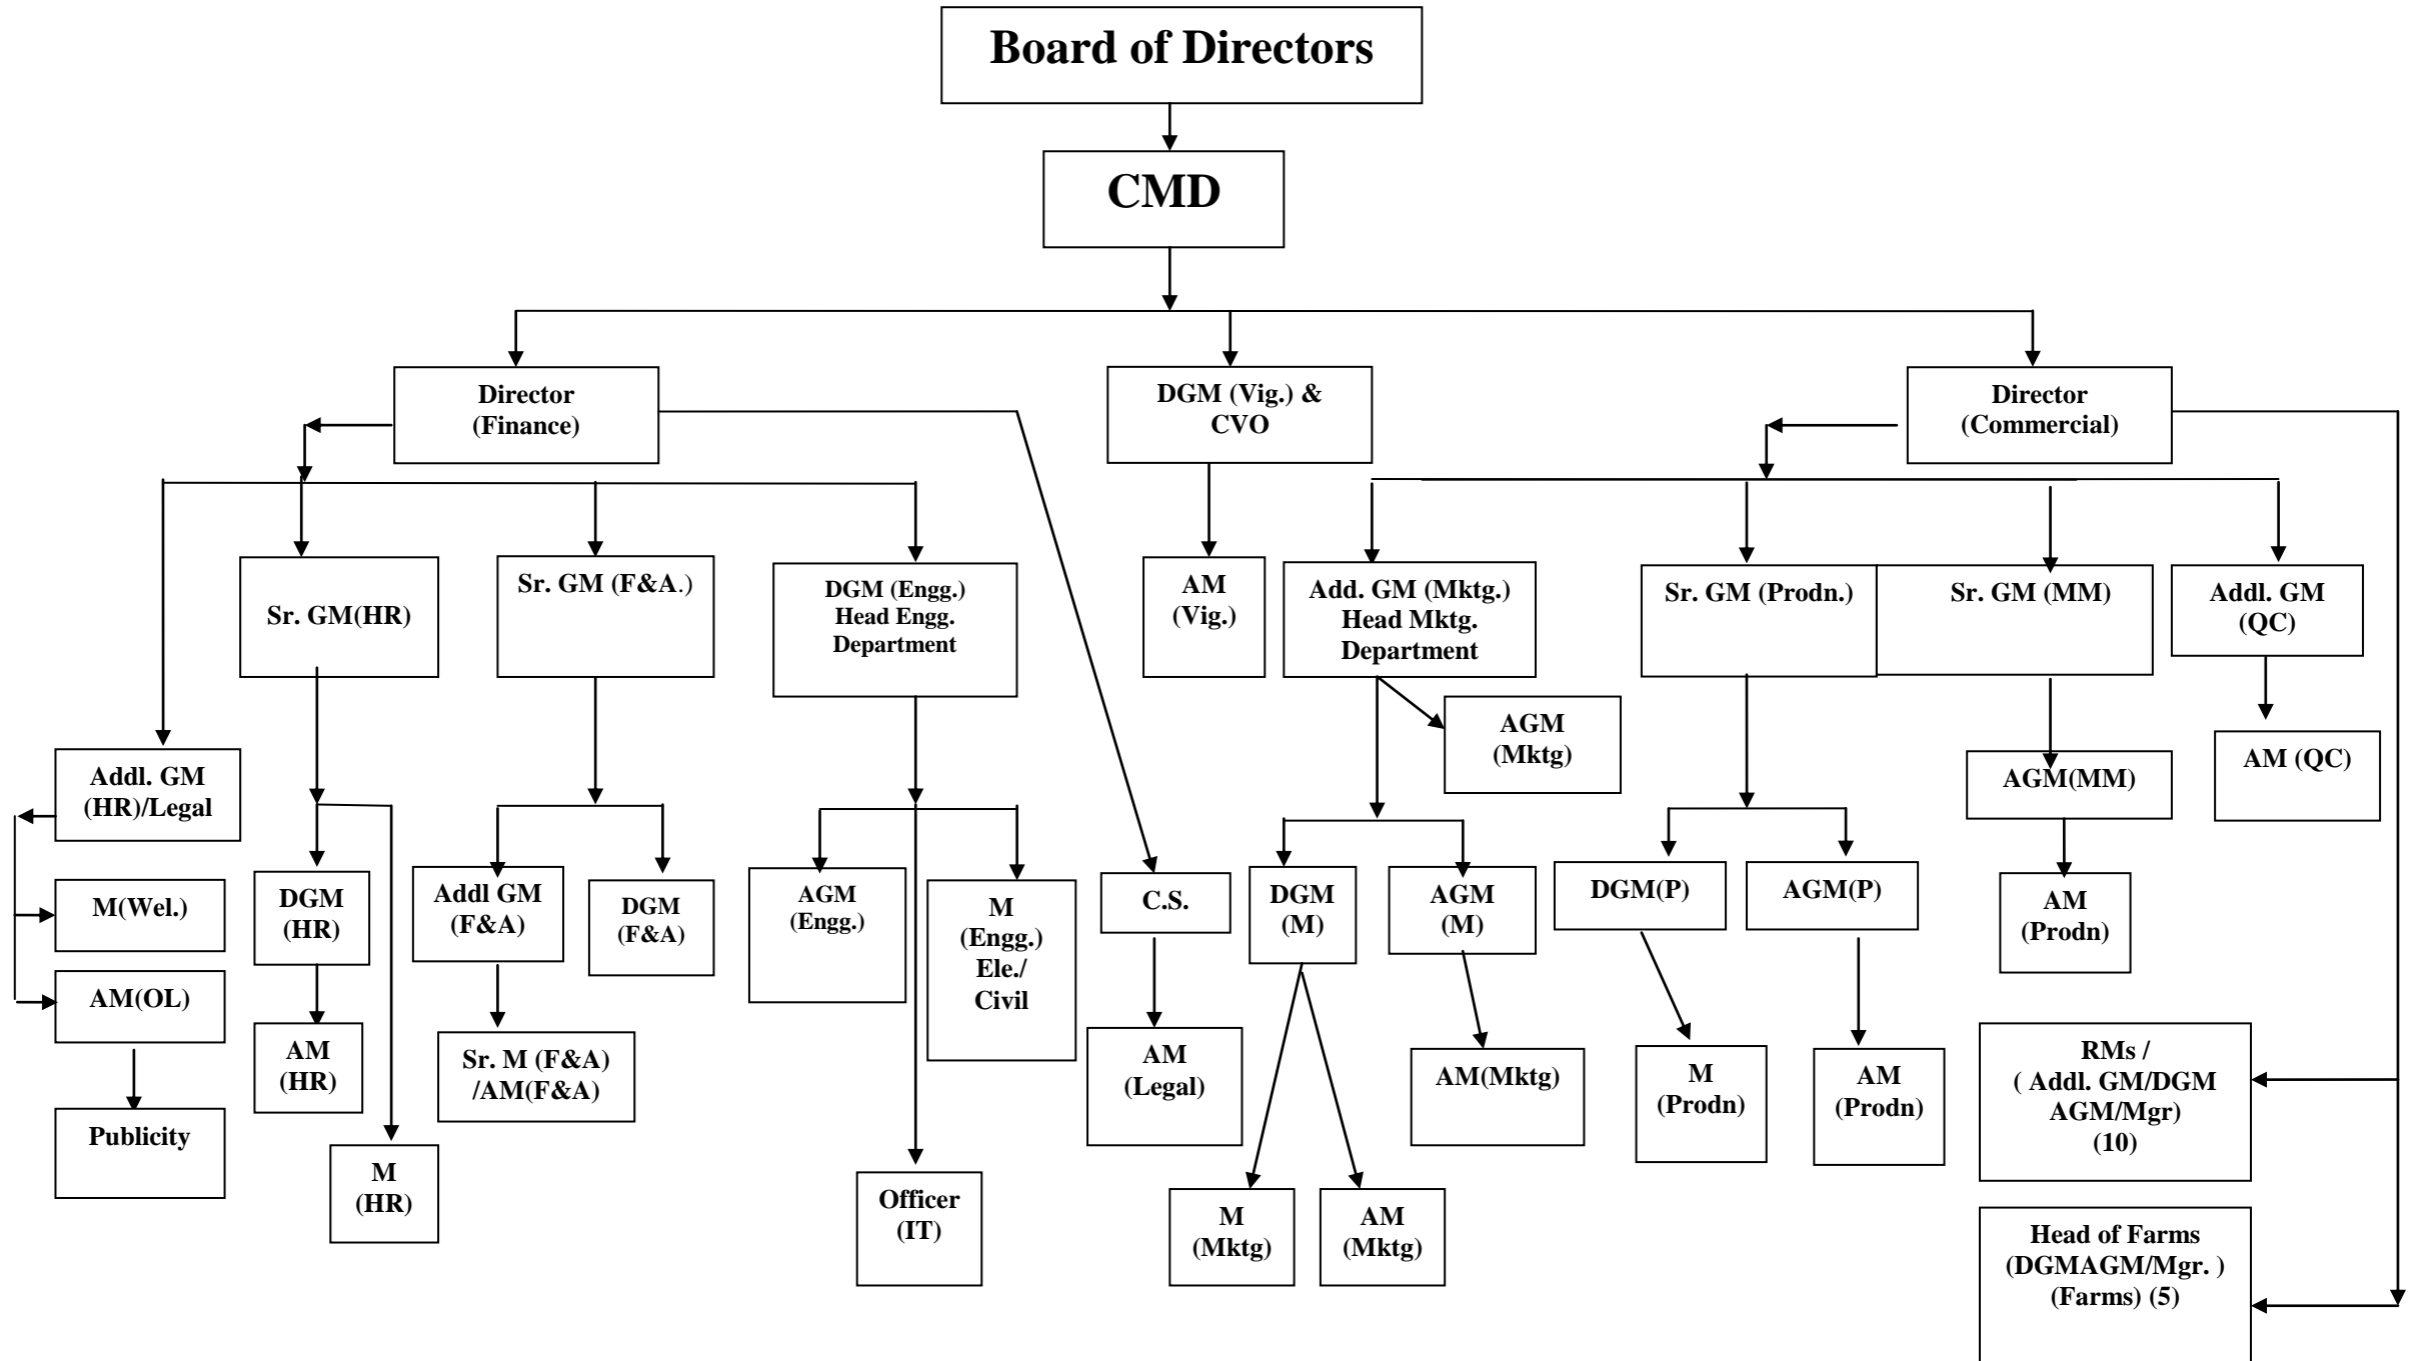 Board of Directors
CMD
Director
(Finance)
DGM (Vig.) &
CVO
Director
(Commercial)
Sr. GM(HR)
Sr. GM (F&A.)
DGM (Engg.)
Head Engg.
Department
AM
(Vig.)
Add. GM (Mktg.)
Head Mktg.
Department
Sr. GM (Prodn.)
Sr. GM (MM)
Addl. GM
(QC)
AGM
(Mktg)
Addl. GM
(HR)/Legal
AGM(MM)
AM (QC)
M(Wel.)
DGM
(HR)
Addl GM
(F&A)
DGM
(F&A)
AGM
(Engg.)
M
(Engg.)
Ele./
Civil
C.S.
DGM
(M)
AGM
(M)
DGM(P)
AGM(P)
AM
(Prodn)
AM(OL)
AM
(HR)
Sr. M (F&A)
/AM(F&A)
AM
(Legal)
AM(Mktg)
M
(Prodn)
AM
(Prodn)
RMs /
( Addl. GM/DGM
AGM/Mgr)
(10)
Publicity
M
(HR)
Officer
(IT)
M
(Mktg)
AM
(Mktg)
Head of Farms
(DGMAGM/Mgr. )
(Farms) (5)